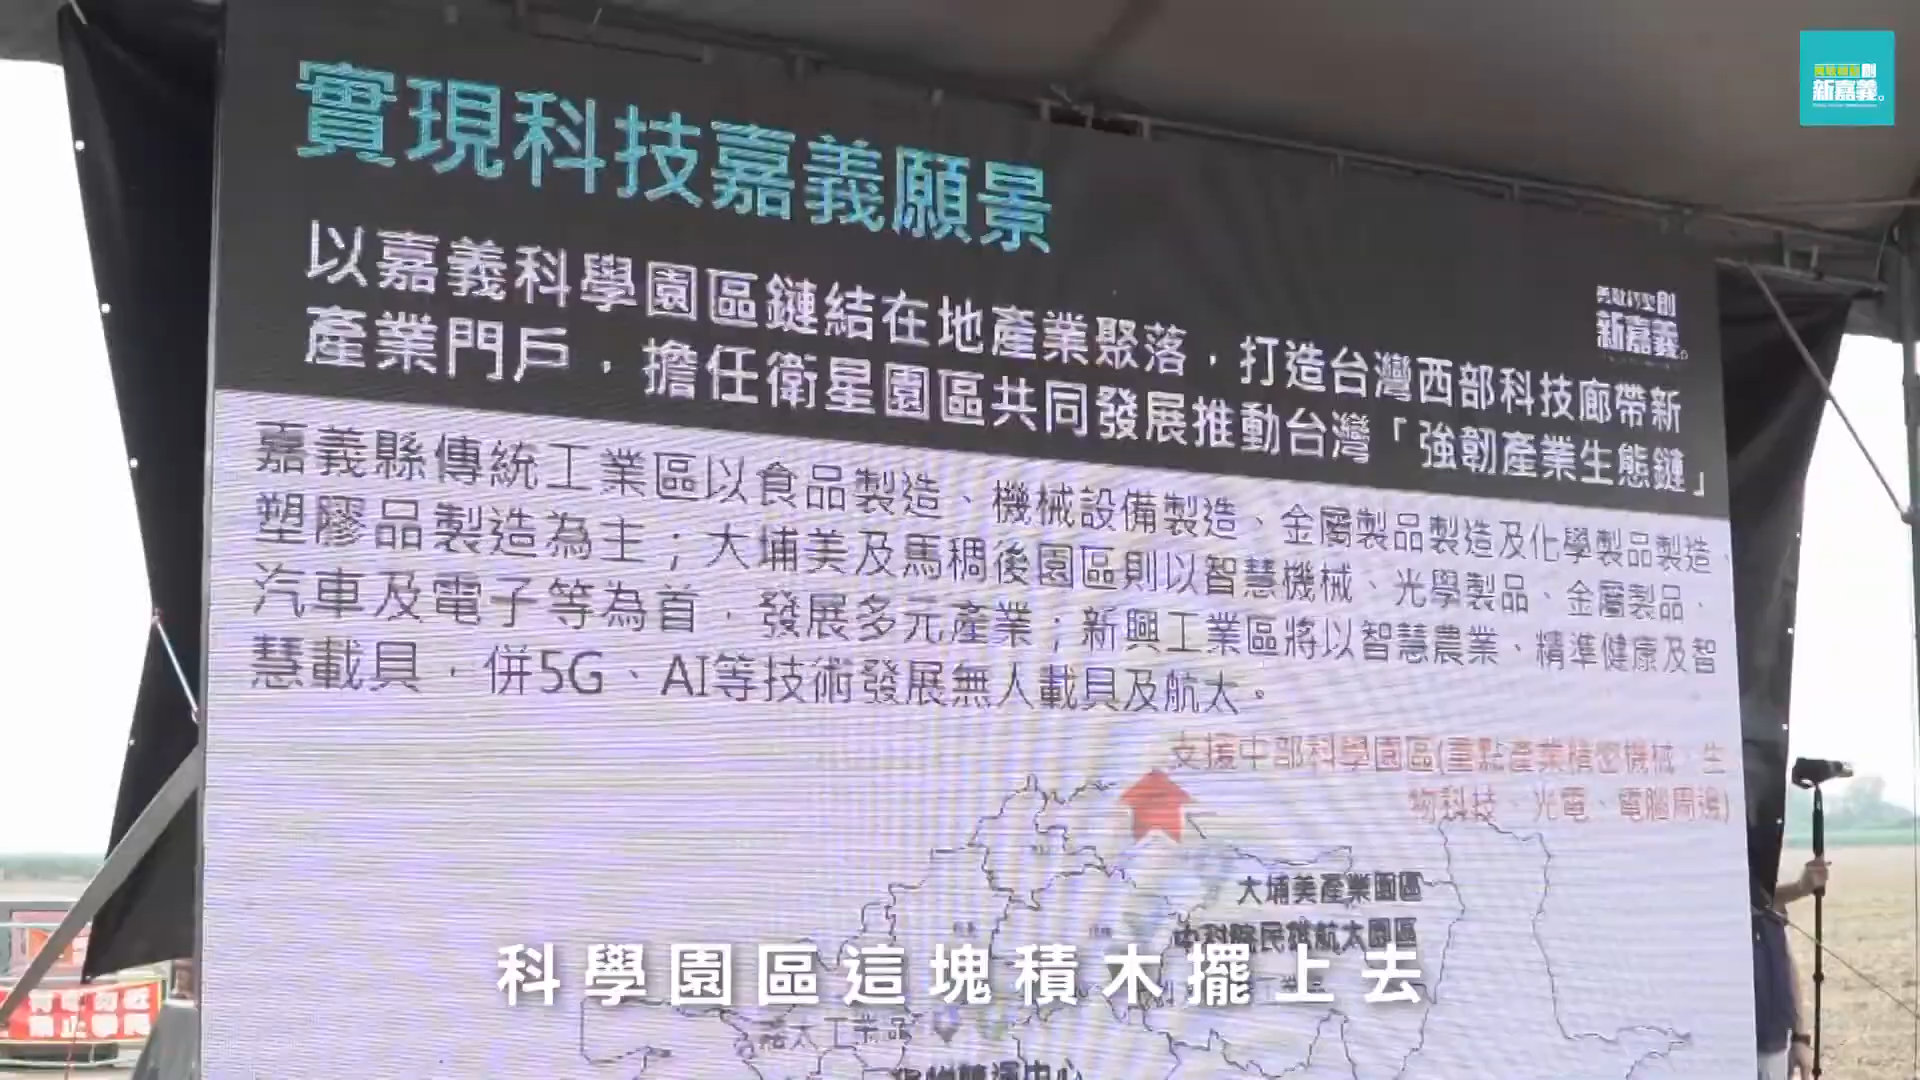 新嘉義。
實現科技嘉義願景
以嘉義科學園區鏈結在地產業聚落，打造台灣西部科技廊帶新
產業門戶，擔任衛星園區共同發展推動台灣「強韌產業生態鏈」
新嘉義。
嘉義縣傳統工業區以食品製造、機械設備製造、金屬製品製造及化學製品製造、
塑膠品製造為主；大埔美及馬稠後園區則以智慧機械、光學製品、金屬製品、
汽車及電子等為首，發展多元產業；新興工業區將以智慧農業、精準健康及智
慧載具，併5G、AI等技術發展無人載具及航太。
支援中部科學園區(重點產業精密機械、生
物科技、光電、電腦周邊)
大埔美產業園區
中科院民雄航太園區
科學園區這塊積木擺上去